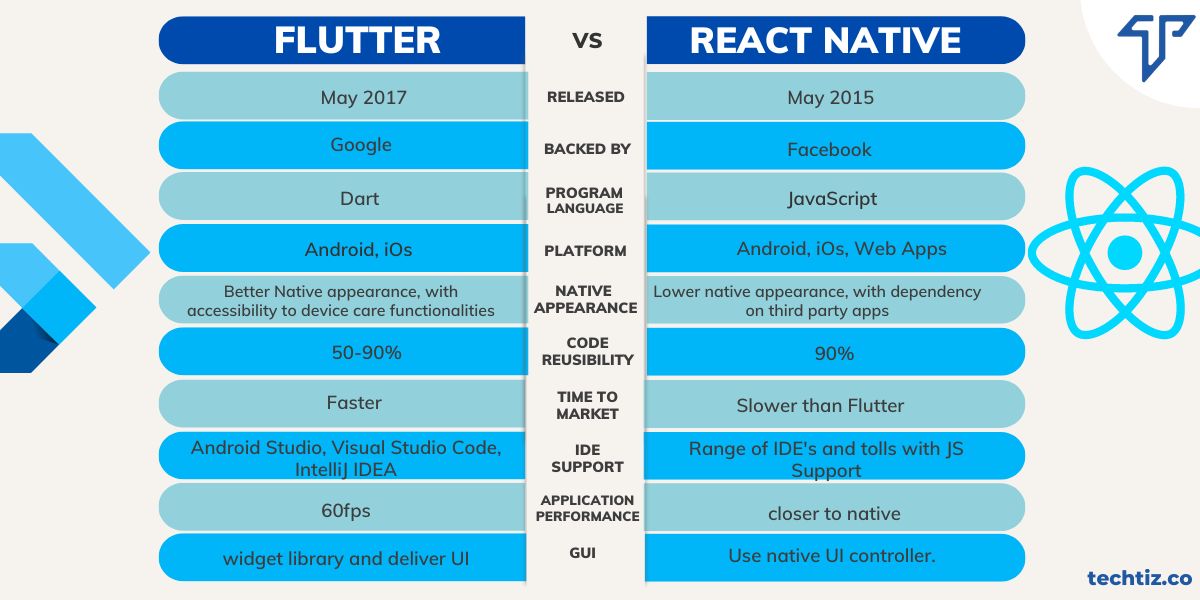 FLUTTER VS REACT NATIVE
May 2017 RELEASED May 2015
Google BACKED BY Facebook
Dart PROGRAM LANGUAGE JavaScript
Android, iOs PLATFORM Android, iOs, Web Apps
Better Native appearance, with
accessibility to device care functionalities
NATIVE
APPEARANCE
Lower native appearance, with dependency
on third party apps
50-90%
CODE
REUSIBILITY
90%
Faster
TIME TO
MARKET
Slower than Flutter
Android Studio, Visual Studio Code,
IntelliJ IDEA
IDE
SUPPORT
Range of IDE's and tolls with JS
Support
60fps
APPLICATION
PERFORMANCE
closer to native
widget library and deliver UI
GUI
Use native UI controller.
techtiz.co